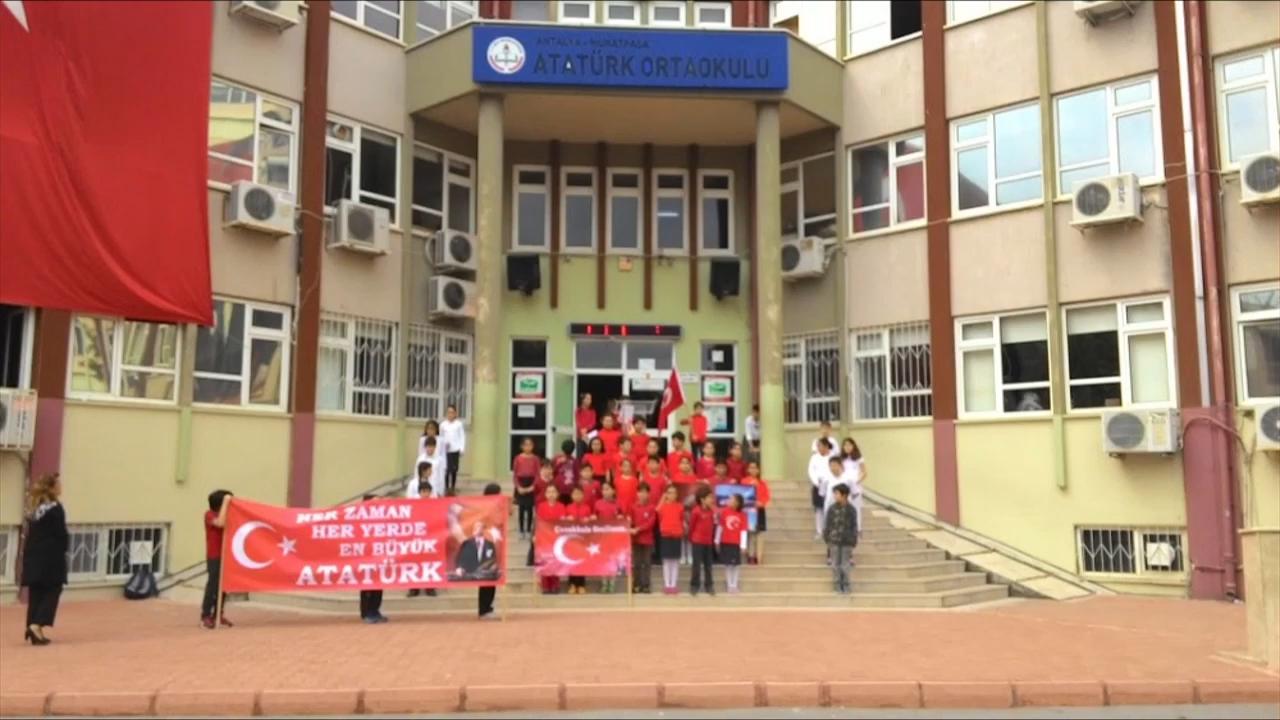 ANTALYA - MURATPAŞA
ATATÜRK ORTAOKULU
HER ZAMAN
HER YERDE
EN BÜYÜK
ATATÜRK